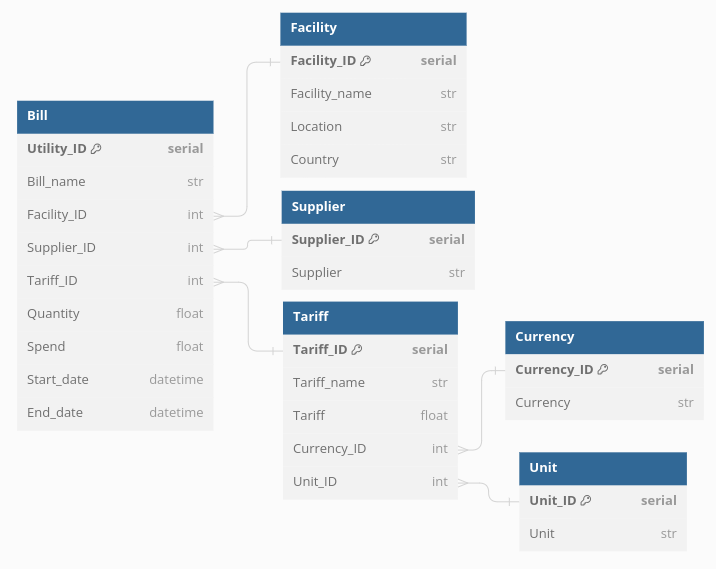 Bill
Utility_ID serial
Bill_name str
Facility_ID int
Supplier_ID int
Tariff_ID int
Quantity float
Spend float
Start_date datetime
End_date datetime
Facility
Facility_ID serial
Facility_name str
Location str
Country str
Supplier
Supplier_ID serial
Supplier str
Tariff
Tariff_ID serial
Tariff_name str
Tariff float
Currency_ID int
Unit_ID int
Currency
Currency_ID serial
Currency str
Unit
Unit_ID serial
Unit str